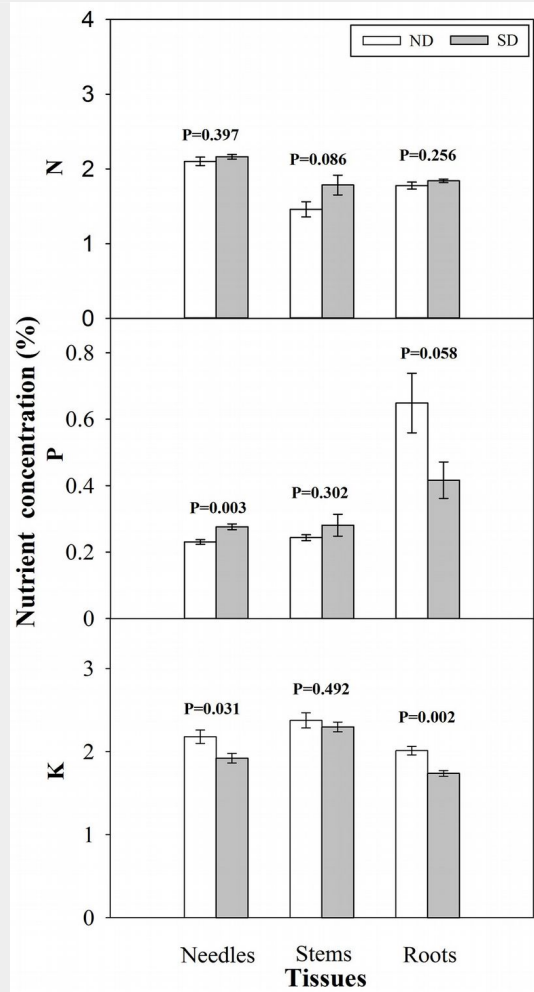 4
ND SD
3
P=0.397 P=0.086 P=0.256
2
N
1
0
0.8
P=0.058
0.6
Nutrient concentration (%)
P
0.4
P=0.003 P=0.302
0.2
0
3
P=0.031 P=0.492 P=0.002
2
K
1
0
Needles Stems Roots
Tissues